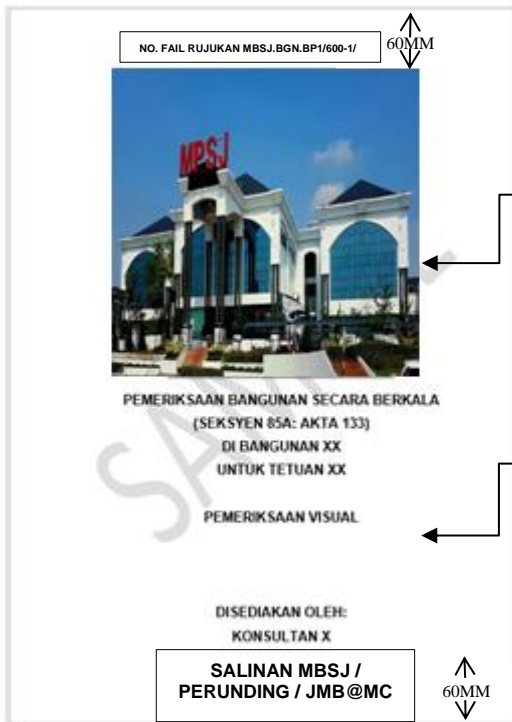 NO. FAIL RUJUKAN MBSJ.BGN.BP1/600-1/
60MM
MPSJ
PEMERIKSAAN BANGUNAN SECARA BERKALA
(SEKSYEN 85A: AKTA 133)
DI BANGUNAN XX
UNTUK TETUAN XX
PEMERIKSAAN VISUAL
DISEDIAKAN OLEH:
KONSULTAN X
SALINAN MBSJ /
PERUNDING / JMB@MC
60MM